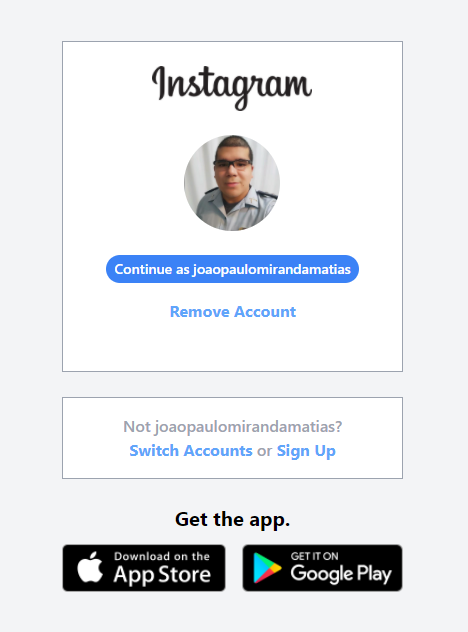 Instagram
Continue as joaopaulomirandamatias
Remove Account
Not joaopaulomirandamatias?
Switch Accounts or Sign Up
Get the app.
Download on the
App Store
GET IT ON
Google Play